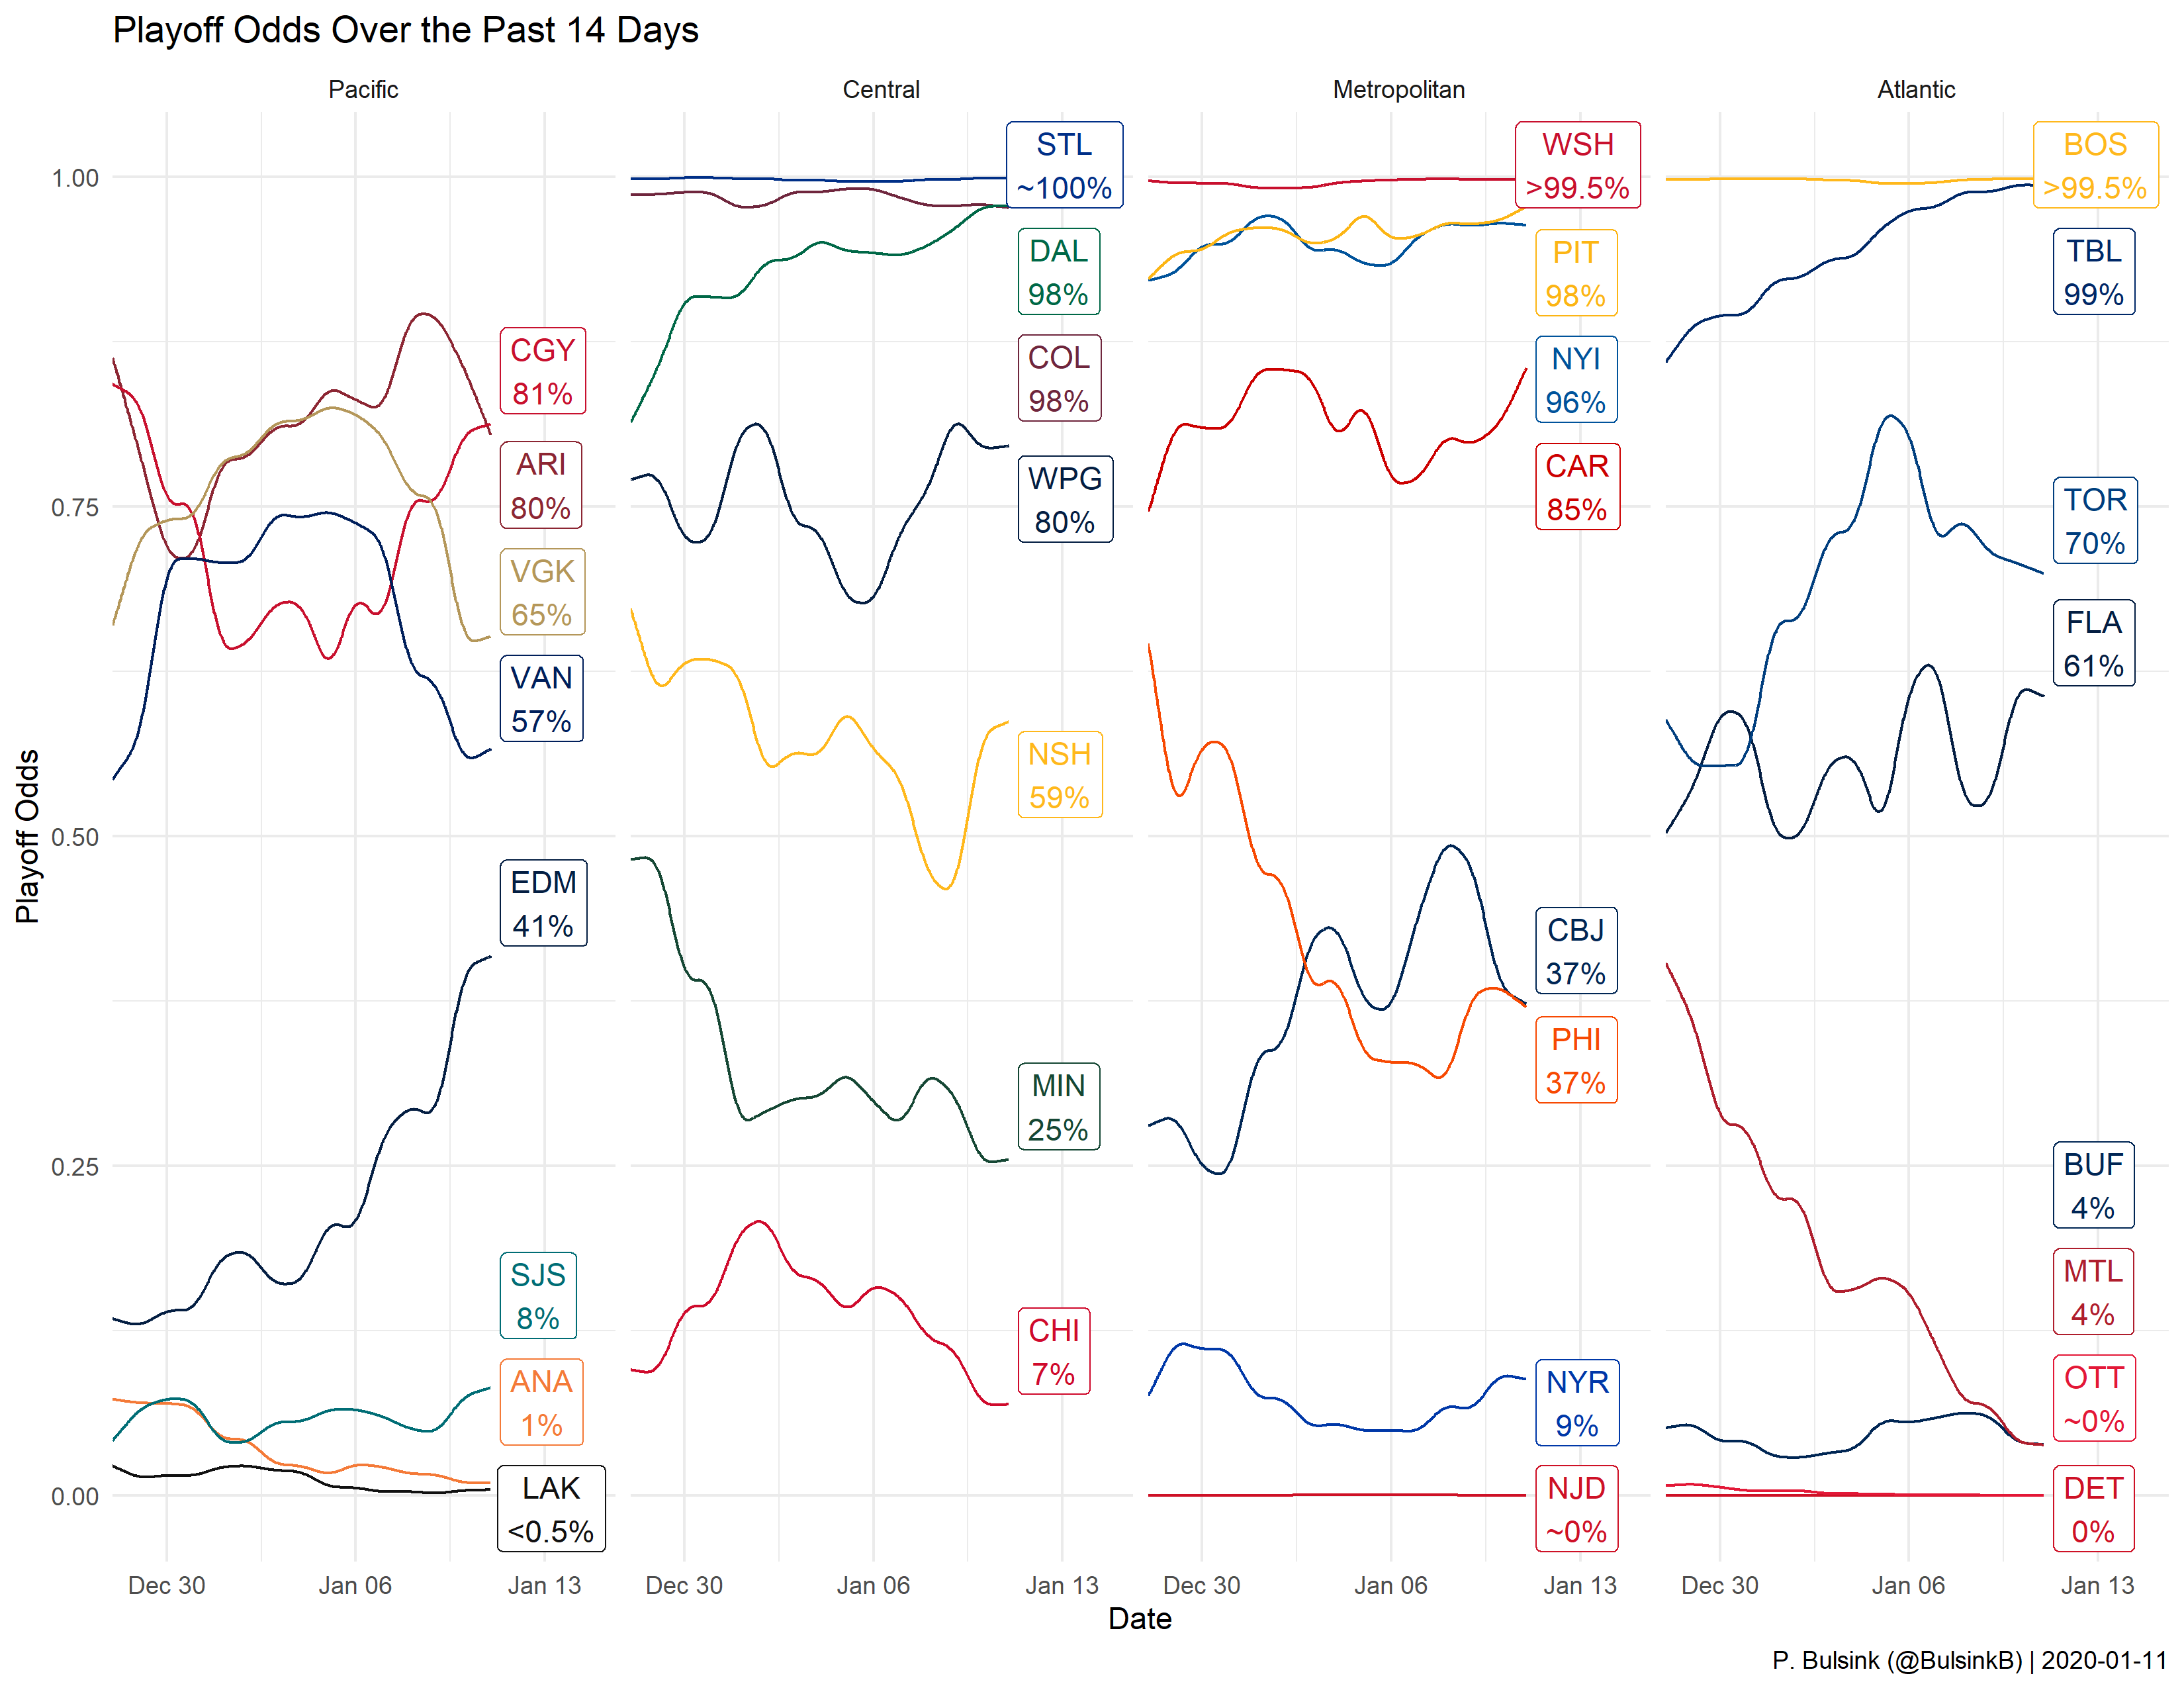 Playoff Odds Over the Past 14 Days
Pacific
Central
Metropolitan
Atlantic
Playoff Odds
1.00
0.75
0.50
0.25
0.00
CGY
81%
ARI
80%
VGK
65%
VAN
57%
EDM
41%
SJS
8%
ANA
1%
LAK
<0.5%
STL
~100%
DAL
98%
COL
98%
WPG
80%
NSH
59%
MIN
25%
CHI
7%
WSH
>99.5%
PIT
98%
NYI
96%
CAR
85%
CBJ
37%
PHI
37%
NYR
9%
NJD
~0%
BOS
>99.5%
TBL
99%
TOR
70%
FLA
61%
BUF
4%
MTL
4%
OTT
~0%
DET
0%
Dec 30
Jan 06
Jan 13
Dec 30
Jan 06
Jan 13
Dec 30
Jan 06
Jan 13
Dec 30
Jan 06
Jan 13
Date
P. Bulsink (@BulsinkB) | 2020-01-11